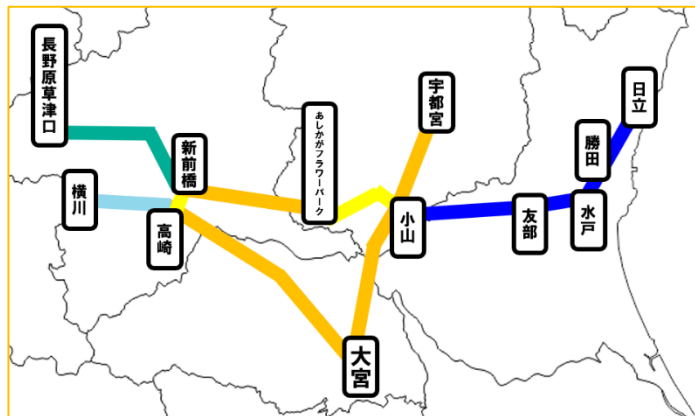 長野原草津口
新前橋
横川
高崎
あしかがフラワーパーク
宇都宮
小山
大宮
友部
勝田
水戸
日立